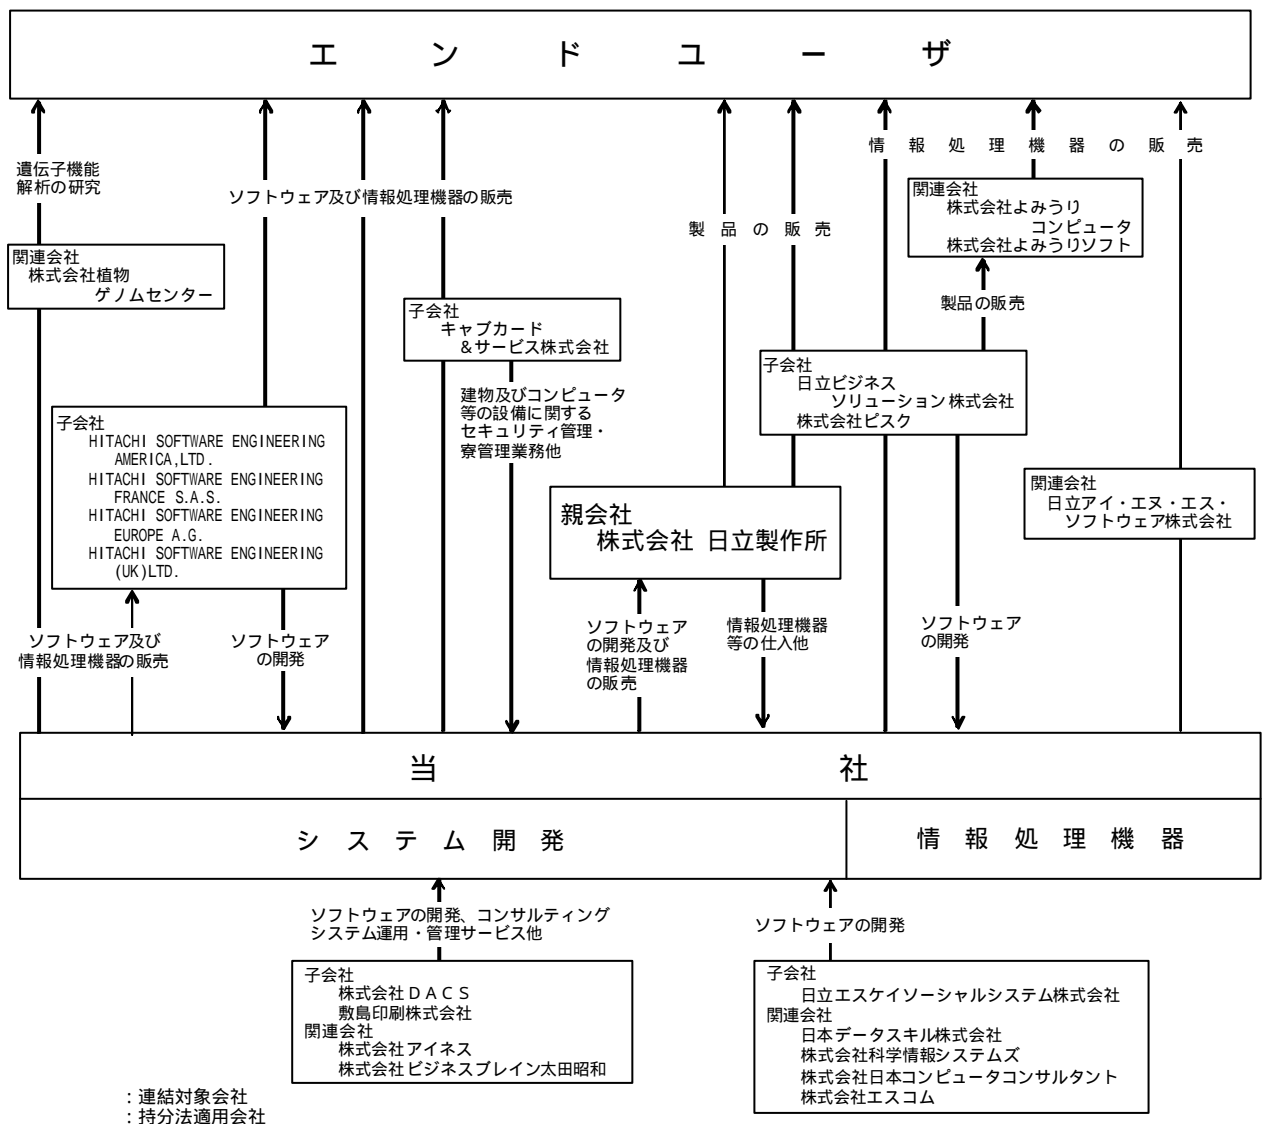 エンドユーザ
遺伝子機能
解析の研究
ソフトウェア及び情報処理機器の販売
製品の販売
情報処理機器の販売
関連会社
株式会社よみうり
コンピュータ
株式会社よみうりソフト
関連会社
株式会社植物
ゲノムセンター
子会社
キャブカード
&サービス株式会社
製品の販売
子会社
日立ビジネス
ソリューション株式会社
株式会社ビスク
建物及びコンピュータ
等の設備に関する
セキュリティ管理・
寮管理業務他
子会社
HITACHI SOFTWARE ENGINEERING
AMERICA,LTD.
HITACHI SOFTWARE ENGINEERING
FRANCE S.A.S.
HITACHI SOFTWARE ENGINEERING
EUROPE A.G.
HITACHI SOFTWARE ENGINEERING
(UK)LTD.
親会社
株式会社 日立製作所
関連会社
日立アイ・エヌ・エス・
ソフトウェア株式会社
ソフトウェア及び
情報処理機器の販売
ソフトウェア
の開発
ソフトウェア
の開発及び
情報処理機器
の販売
情報処理機器
等の仕入他
ソフトウェア
の開発
当社
システム開発
情報処理機器
ソフトウェアの開発、コンサルティング
システム運用・管理サービス他
ソフトウェアの開発
子会社
株式会社DACS
敷島印刷株式会社
関連会社
株式会社アイネス
株式会社ビジネスブレイン太田昭和
子会社
日立エスケイソーシャルシステム株式会社
関連会社
日本データスキル株式会社
株式会社科学情報システムズ
株式会社日本コンピュータコンサルタント
株式会社エスコム
:連結対象会社
:持分法適用会社